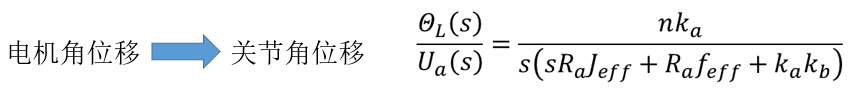 电机角位移 关节角位移
Θ_L(s)/U_a(s) = nk_a/s(sR_aJ_eff + R_af_eff + k_ak_b)